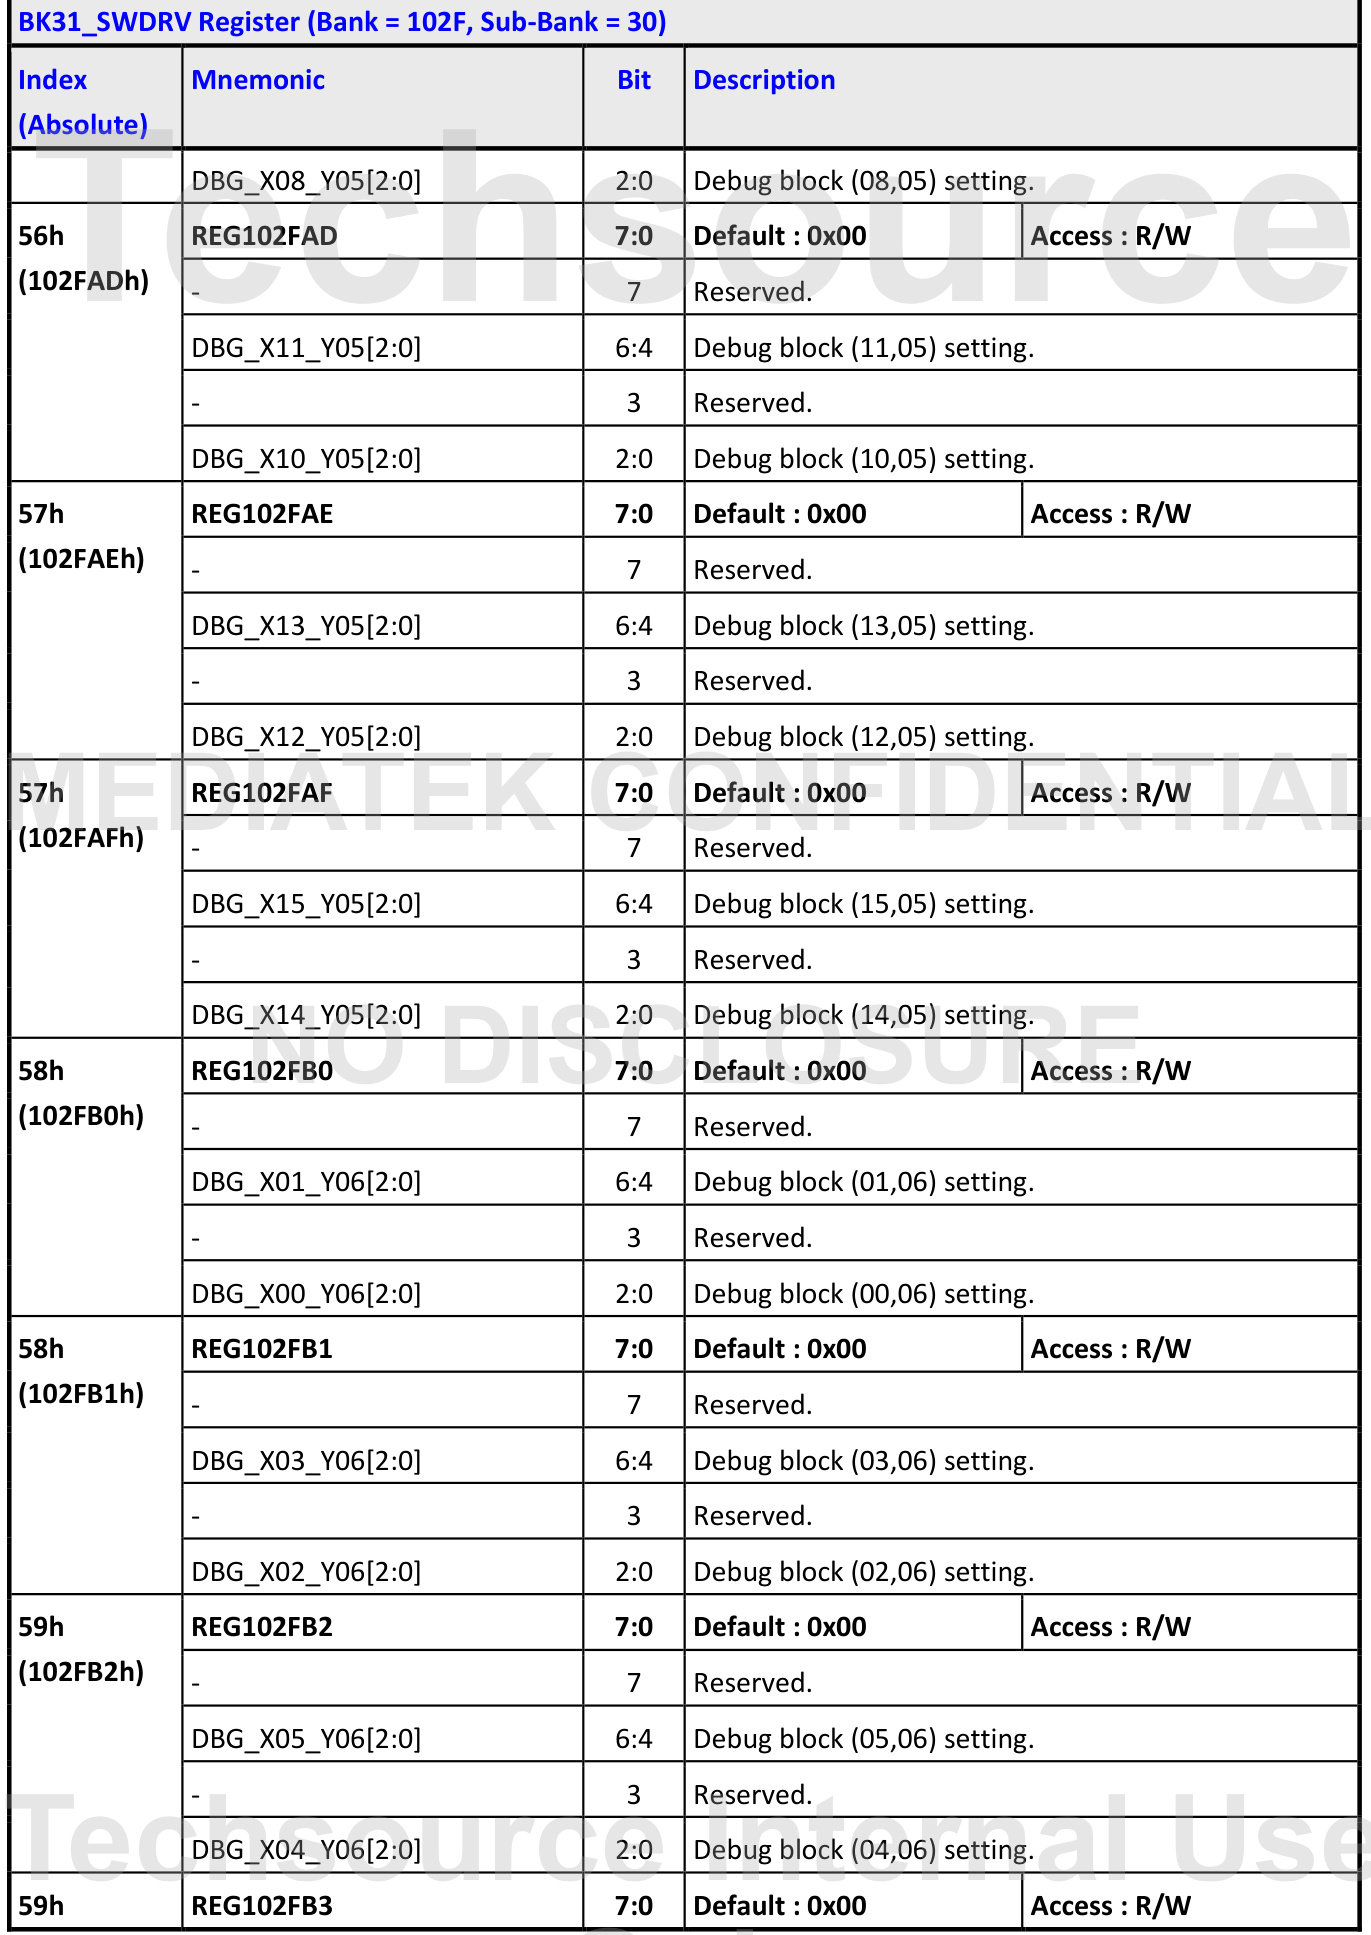 BK31_SWDRV Register (Bank = 102F, Sub-Bank = 30)
Index (Absolute) Mnemonic Bit Description
DBG_X08_Y05[2:0] 2:0 Debug block (08,05) setting.
56h (102FADh) REG102FAD 7:0 Default : 0x00 Access : R/W
- 7 Reserved.
DBG_X11_Y05[2:0] 6:4 Debug block (11,05) setting.
- 3 Reserved.
DBG_X10_Y05[2:0] 2:0 Debug block (10,05) setting.
57h (102FAEh) REG102FAE 7:0 Default : 0x00 Access : R/W
- 7 Reserved.
DBG_X13_Y05[2:0] 6:4 Debug block (13,05) setting.
- 3 Reserved.
DBG_X12_Y05[2:0] 2:0 Debug block (12,05) setting.
57h (102FAFh) REG102FAF 7:0 Default : 0x00 Access : R/W
- 7 Reserved.
DBG_X15_Y05[2:0] 6:4 Debug block (15,05) setting.
- 3 Reserved.
DBG_X14_Y05[2:0] 2:0 Debug block (14,05) setting.
58h (102FB0h) REG102FB0 7:0 Default : 0x00 Access : R/W
- 7 Reserved.
DBG_X01_Y06[2:0] 6:4 Debug block (01,06) setting.
- 3 Reserved.
DBG_X00_Y06[2:0] 2:0 Debug block (00,06) setting.
58h (102FB1h) REG102FB1 7:0 Default : 0x00 Access : R/W
- 7 Reserved.
DBG_X03_Y06[2:0] 6:4 Debug block (03,06) setting.
- 3 Reserved.
DBG_X02_Y06[2:0] 2:0 Debug block (02,06) setting.
59h (102FB2h) REG102FB2 7:0 Default : 0x00 Access : R/W
- 7 Reserved.
DBG_X05_Y06[2:0] 6:4 Debug block (05,06) setting.
- 3 Reserved.
DBG_X04_Y06[2:0] 2:0 Debug block (04,06) setting.
59h REG102FB3 7:0 Default : 0x00 Access : R/W
Techsource
MEDIATEK CONFIDENTIAL
NO DISCLOSURE
Techsource Internal Use